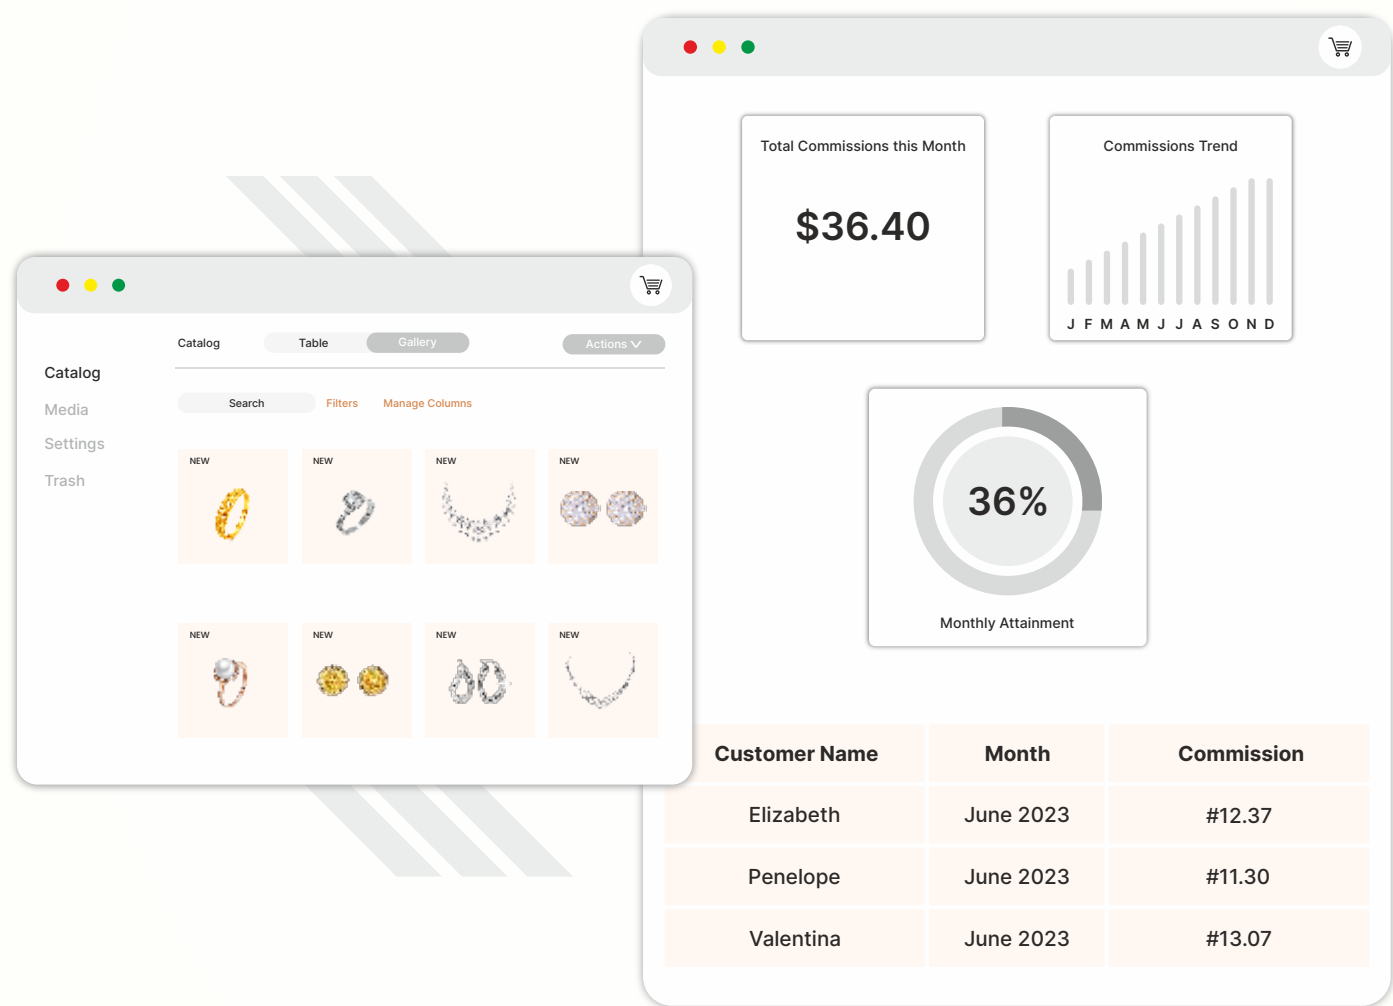 Total Commissions this Month
$36.40
Commissions Trend
J F M A M J J A S O N D
36%
Monthly Attainment
Catalog
Media
Settings
Trash
Catalog Table Gallery Actions
Search Filters Manage Columns
NEW NEW NEW NEW
NEW NEW NEW NEW
Customer Name Month Commission
Elizabeth June 2023 #12.37
Penelope June 2023 #11.30
Valentina June 2023 #13.07